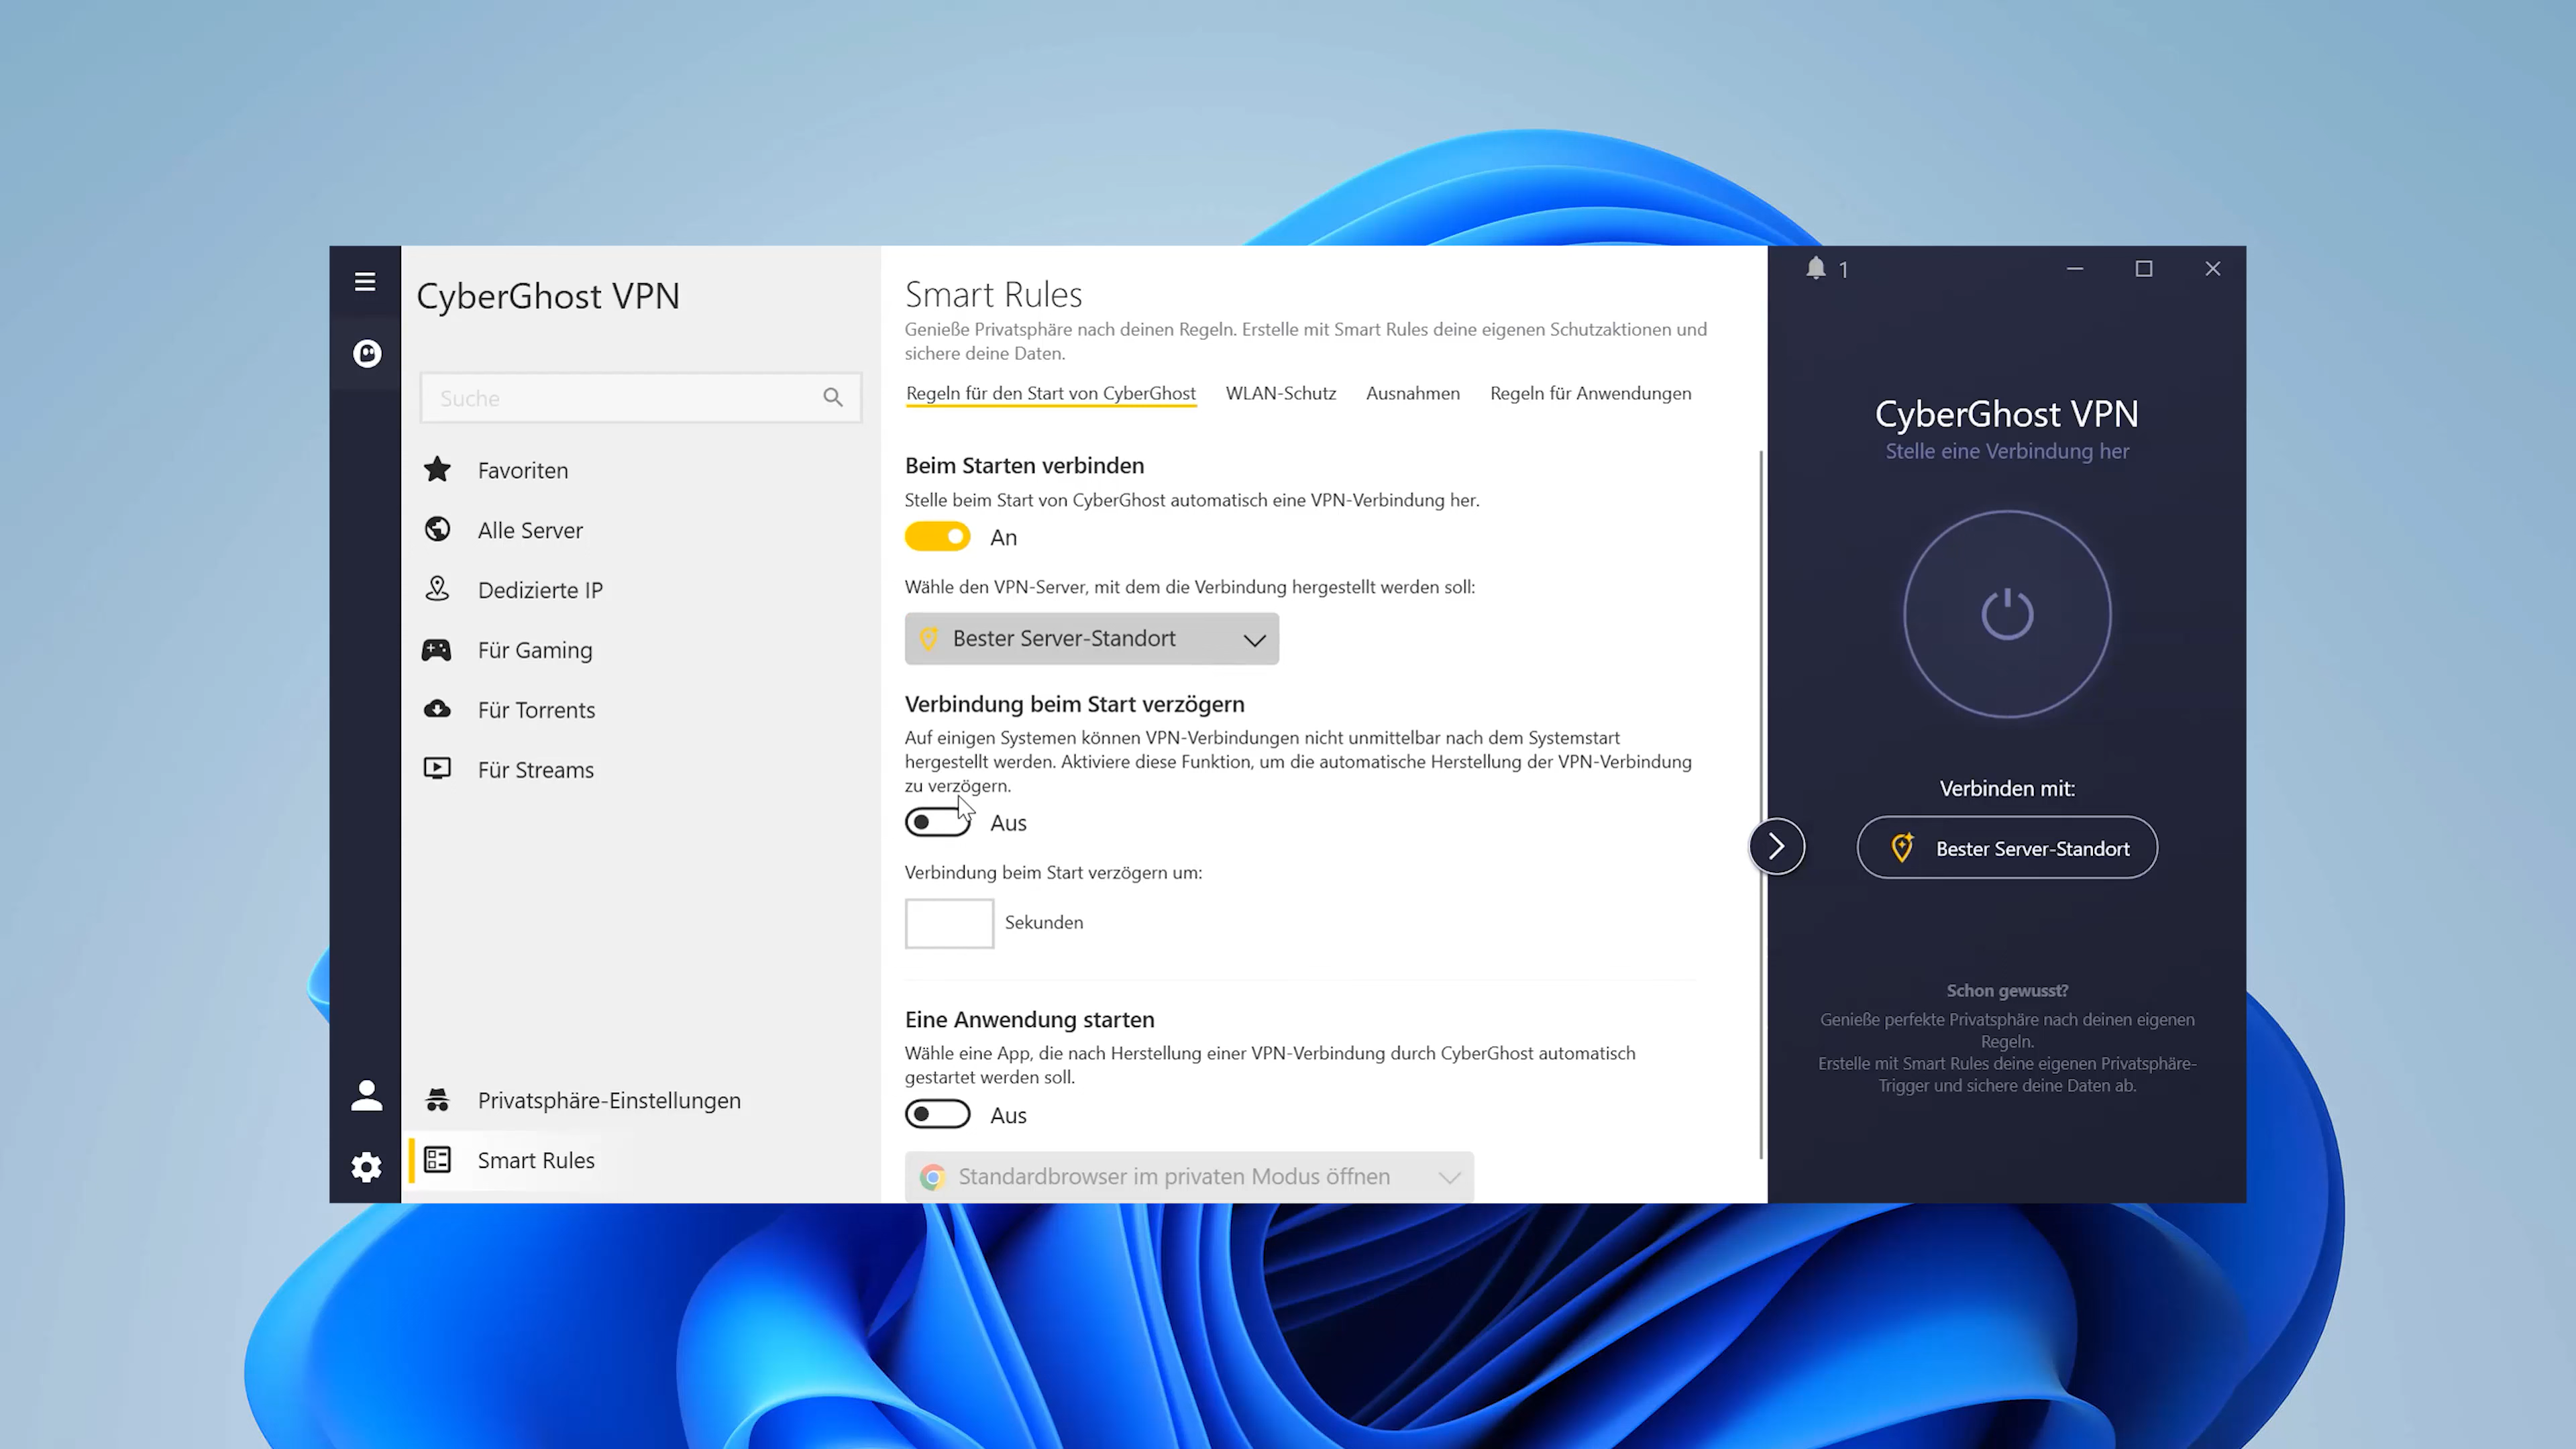 CyberGhost VPN
Suche
Favoriten
Alle Server
Dedizierte IP
Für Gaming
Für Torrents
Für Streams
Privatsphäre-Einstellungen
Smart Rules
Smart Rules
Genieße Privatsphäre nach deinen Regeln. Erstelle mit Smart Rules deine eigenen Schutzaktionen und
sichere deine Daten.
Regeln für den Start von CyberGhost WLAN-Schutz Ausnahmen Regeln für Anwendungen
Beim Starten verbinden
Stelle beim Start von CyberGhost automatisch eine VPN-Verbindung her.
An
Wähle den VPN-Server, mit dem die Verbindung hergestellt werden soll:
Bester Server-Standort
Verbindung beim Start verzögern
Auf einigen Systemen können VPN-Verbindungen nicht unmittelbar nach dem Systemstart
hergestellt werden. Aktiviere diese Funktion, um die automatische Herstellung der VPN-Verbindung
zu verzögern.
Aus
Verbindung beim Start verzögern um:
Sekunden
Eine Anwendung starten
Wähle eine App, die nach Herstellung einer VPN-Verbindung durch CyberGhost automatisch
gestartet werden soll.
Aus
Standardbrowser im privaten Modus öffnen
1
CyberGhost VPN
Stelle eine Verbindung her
Verbinden mit:
Bester Server-Standort
Schon gewusst?
Genieße perfekte Privatsphäre nach deinen eigenen
Regeln.
Erstelle mit Smart Rules deine eigenen Privatsphäre-
Trigger und sichere deine Daten ab.